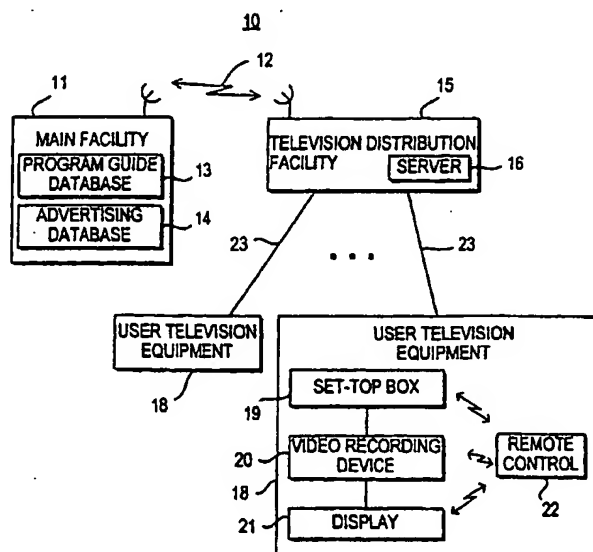 10
12
11
15
MAIN FACILITY
PROGRAM GUIDE
DATABASE
13
ADVERTISING
DATABASE
14
TELEVISION DISTRIBUTION
FACILITY
SERVER
16
23
23
USER TELEVISION
EQUIPMENT
18
USER TELEVISION
EQUIPMENT
SET-TOP BOX
19
VIDEO RECORDING
DEVICE
20
18
REMOTE
CONTROL
22
DISPLAY
21